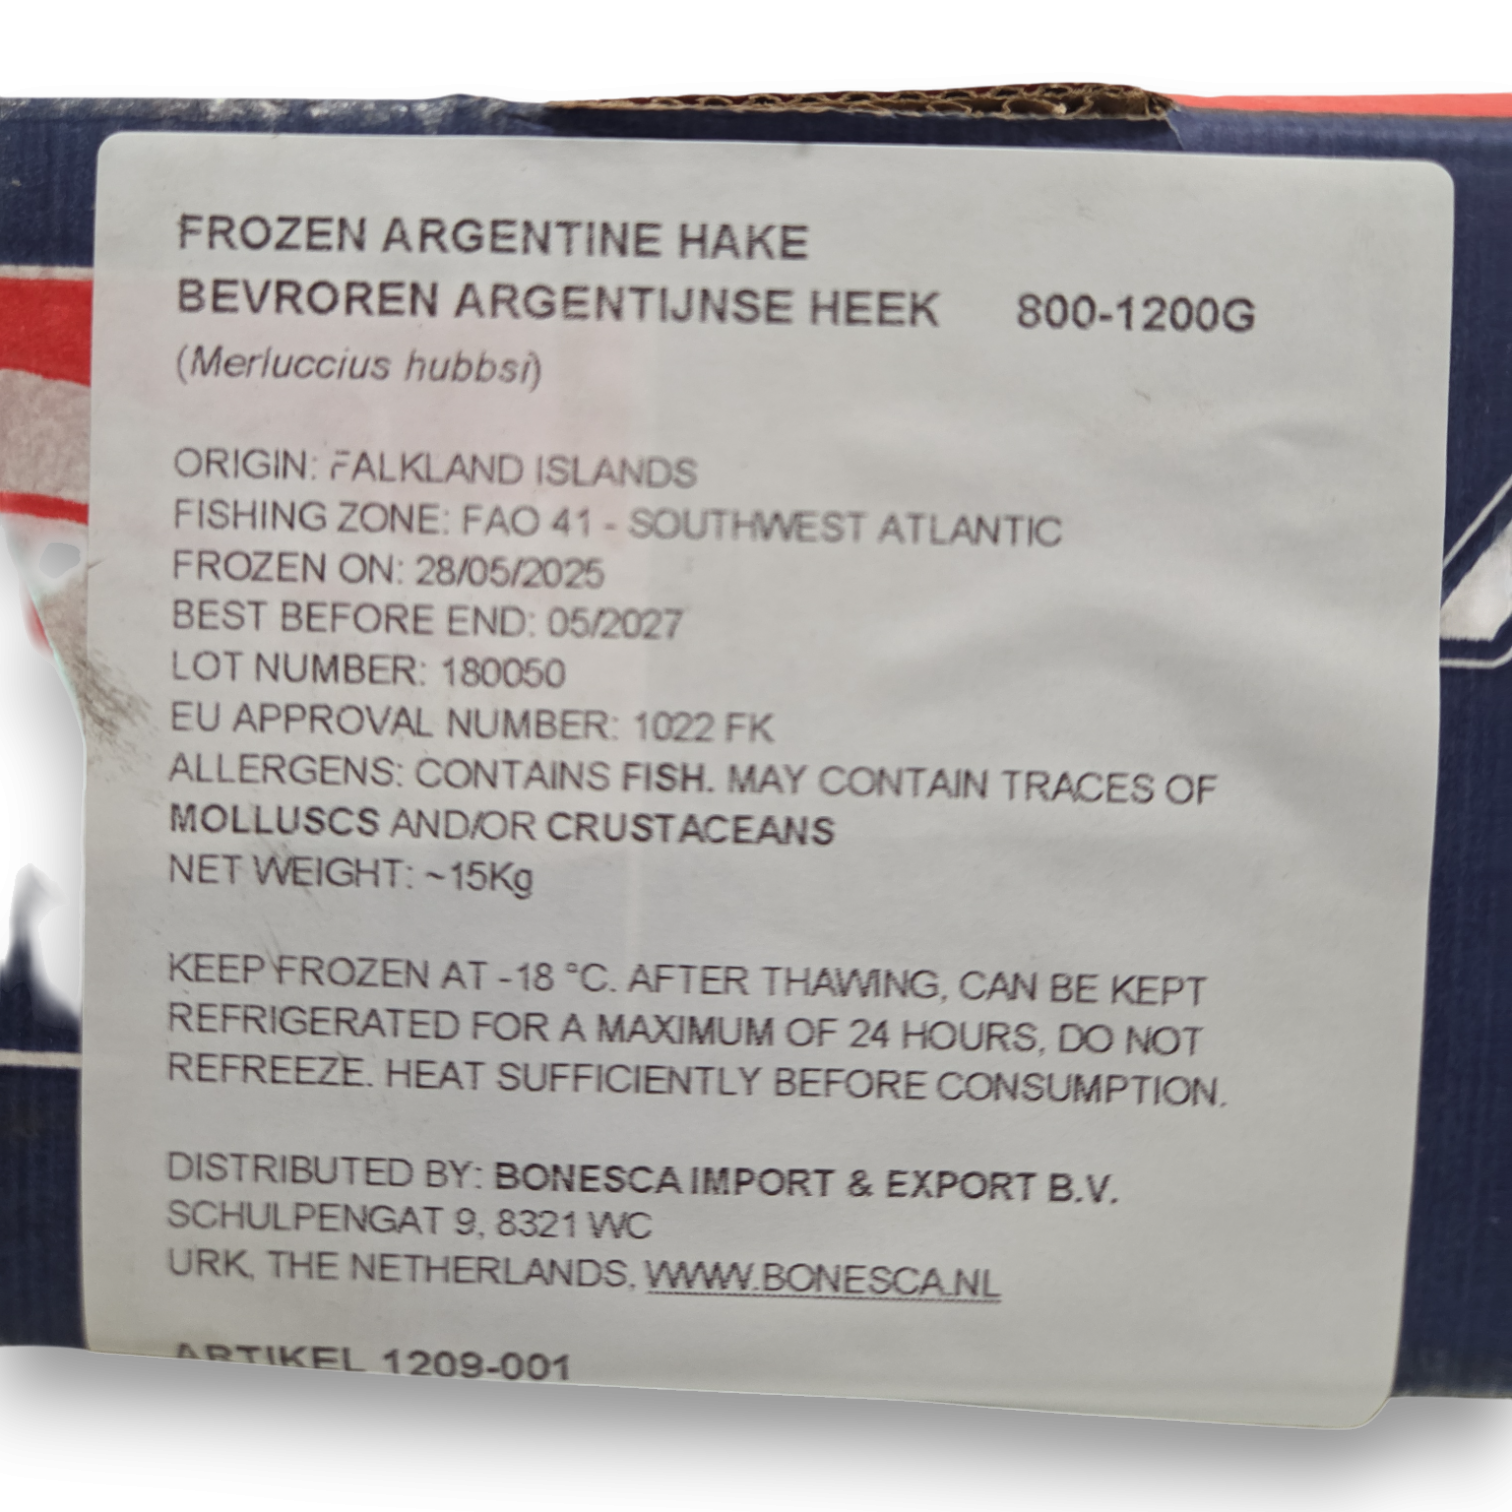 FROZEN ARGENTINE HAKE
BEVROREN ARGENTIJNSE HEEK 800-1200G
(Merluccius hubbsi)
ORIGIN: FALKLAND ISLANDS
FISHING ZONE: FAO 41 - SOUTHWEST ATLANTIC
FROZEN ON: 28/05/2025
BEST BEFORE END: 05/2027
LOT NUMBER: 180050
EU APPROVAL NUMBER: 1022 FK
ALLERGENS: CONTAINS FISH. MAY CONTAIN TRACES OF
MOLLUSCS AND/OR CRUSTACEANS
NET WEIGHT: ~15Kg
KEEP FROZEN AT -18 °C. AFTER THAWING, CAN BE KEPT
REFRIGERATED FOR A MAXIMUM OF 24 HOURS, DO NOT
REFREEZE. HEAT SUFFICIENTLY BEFORE CONSUMPTION.
DISTRIBUTED BY: BONESCA IMPORT & EXPORT B.V.
SCHULPENGAT 9, 8321 WC
URK, THE NETHERLANDS, WWW.BONESCA.NL
ARTIKEL 1209-001